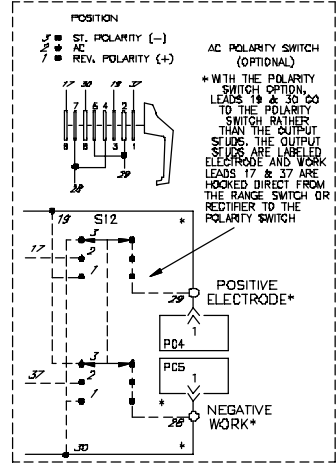 POSITION
3 ST. POLARITY (-)
2 AC
1 REV. POLARITY (+)
17 30 19 37
7 5 4 2
8 6 3 1
28 29
AC POLARITY SWITCH
(OPTIONAL)
* WITH THE POLARITY
SWITCH OPTION,
LEADS 19 & 30 GO
TO THE POLARITY
SWITCH RATHER
THAN THE OUTPUT
STUDS. THE OUTPUT
STUDS ARE LABELED
ELECTRODE AND WORK
LEADS 17 & 37 ARE
HOOKED DIRECT FROM
THE RANGE SWITCH OR
RECTIFIER TO THE
POLARITY SWITCH
19 S12 *
3
17 2
1
29
POSITIVE
ELECTRODE*
1
PC4
3
PC5
37 2
1
1
*
28
NEGATIVE
WORK*
30 *